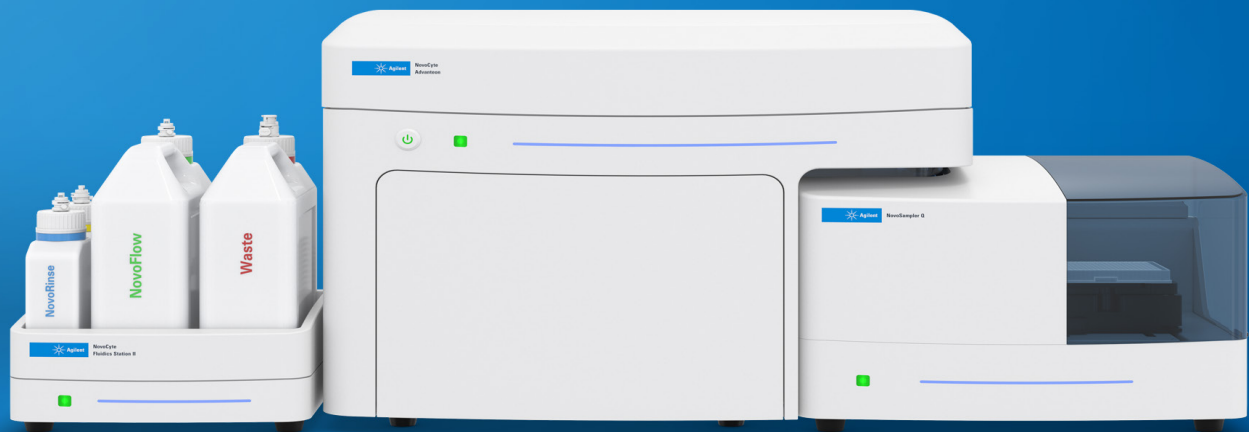 Agilent
NovoCyte
Advanteon
NovoRinse
NovoFlow
Waste
Agilent
NovoSampler Q
Agilent
NovoCyte
Fluidics Station II